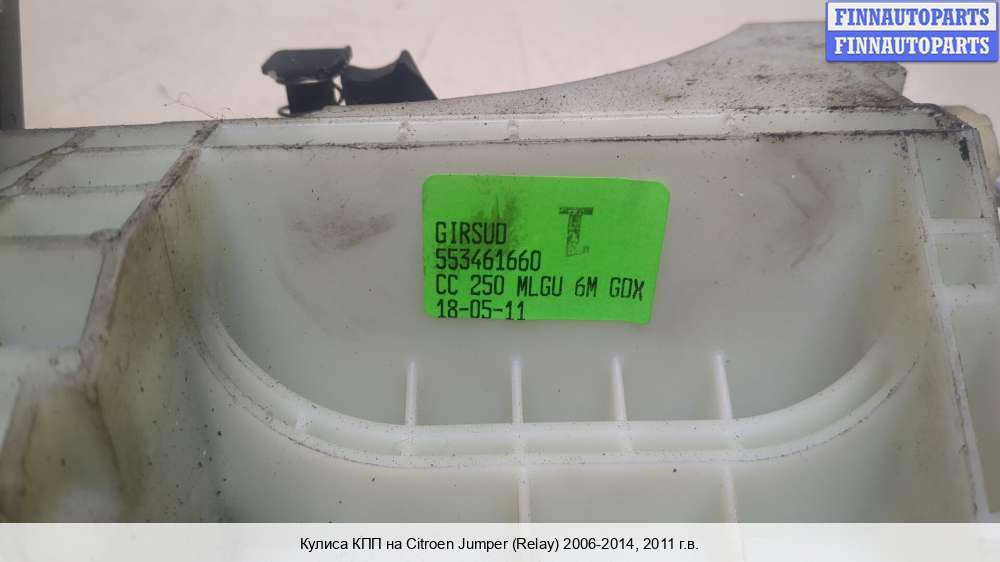 FINNAUTOPARTS
FINNAUTOPARTS
T
GIRSUD
553461660
CC 250 MLGU 6M GDX
18-05-11
Кулиса КПП на Citroen Jumper (Relay) 2006-2014, 2011 г.в.